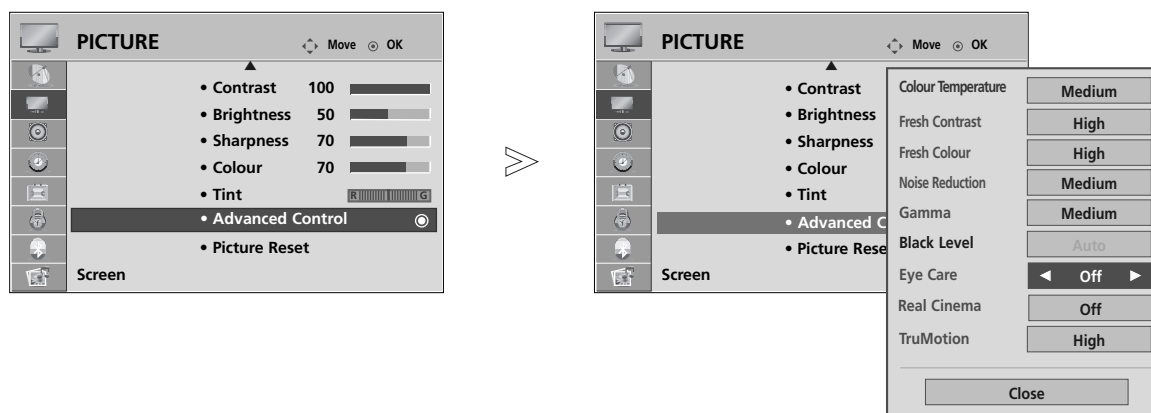 PICTURE
Move OK
• Contrast 100
• Brightness 50
• Sharpness 70
• Colour 70
• Tint R G
• Advanced Control
• Picture Reset
Screen
PICTURE
Move OK
• Contrast
• Brightness
• Sharpness
• Colour
• Tint
• Advanced C
• Picture Rese
Screen
Colour Temperature Medium
Fresh Contrast High
Fresh Colour High
Noise Reduction Medium
Gamma Medium
Black Level Auto
Eye Care ◄ Off ►
Real Cinema Off
TruMotion High
Close